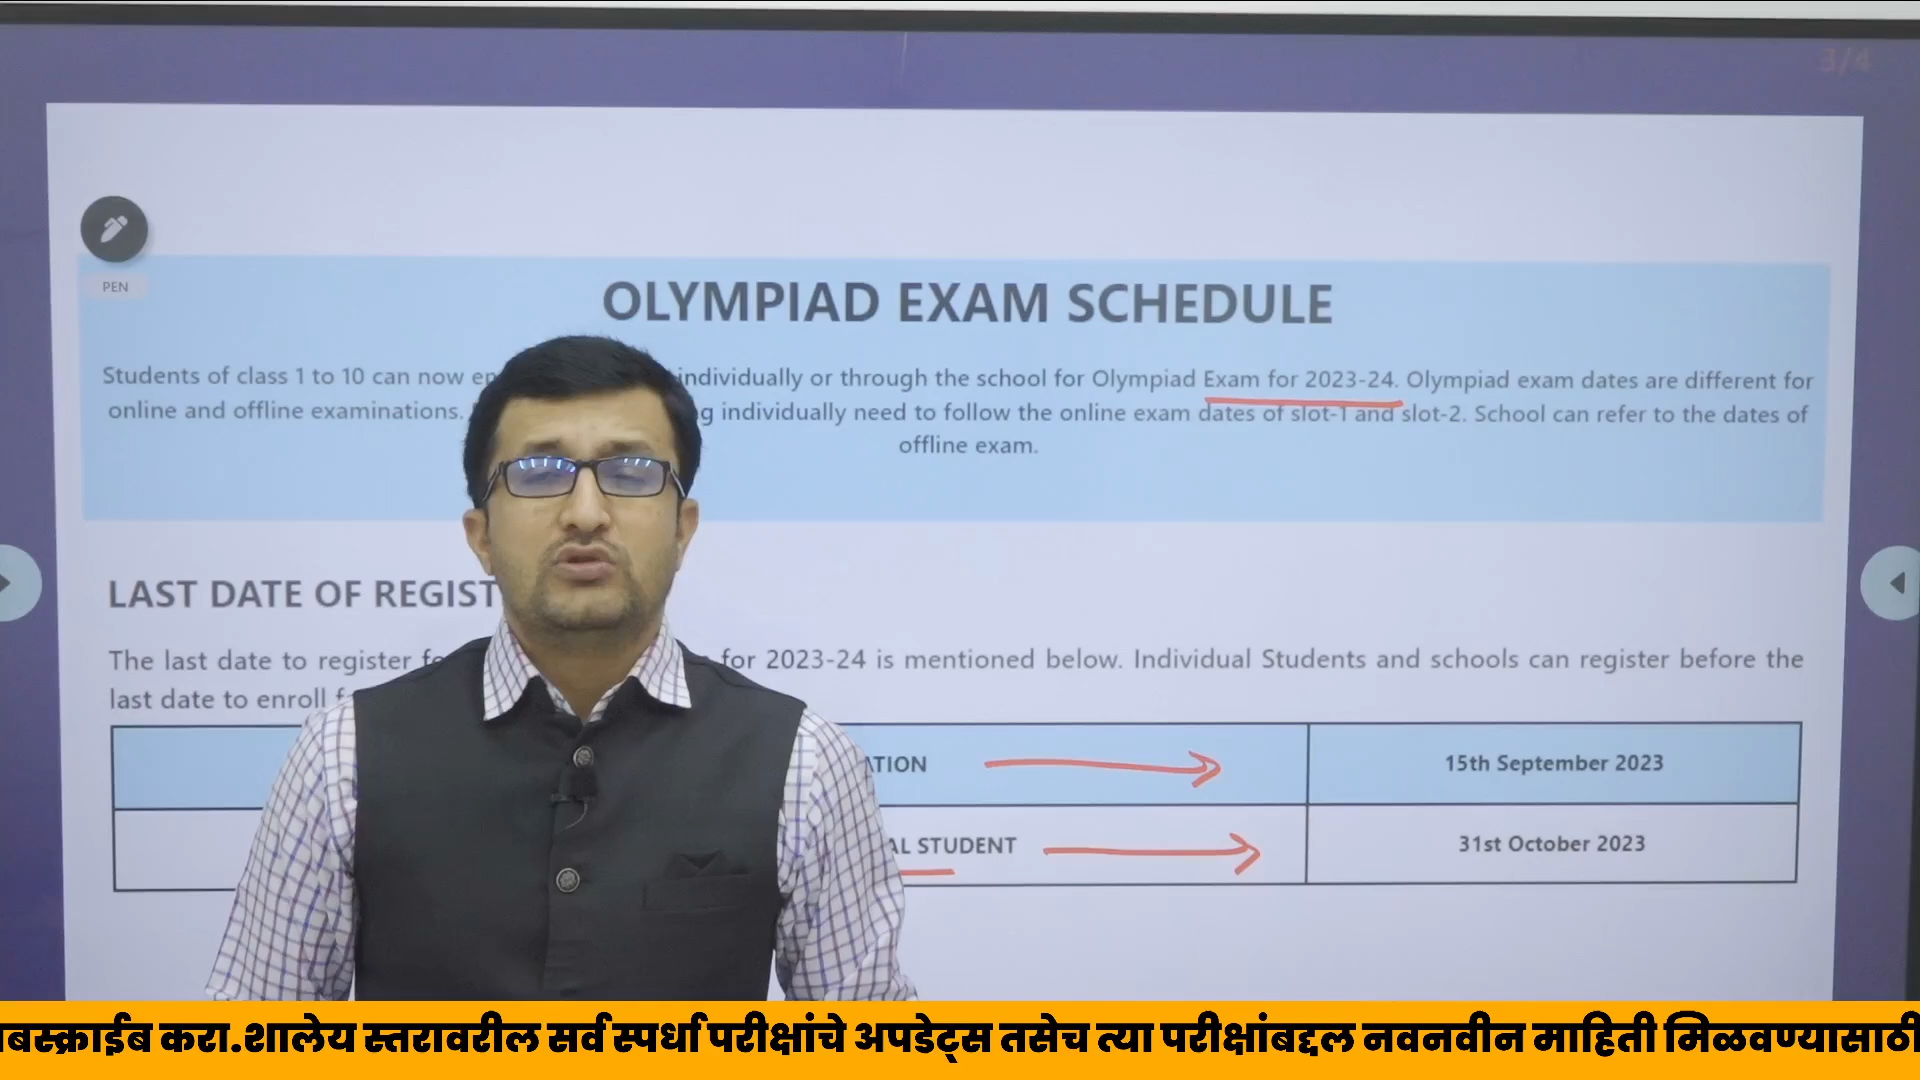 3/4
PEN
OLYMPIAD EXAM SCHEDULE
Students of class 1 to 10 can now individually or through the school for Olympiad Exam for 2023-24. Olympiad exam dates are different for
online and offline examinations. individually need to follow the online exam dates of slot-1 and slot-2. School can refer to the dates of
offline exam.
LAST DATE OF
The last date to register for 2023-24 is mentioned below. Individual Students and schools can register before the
last date to enroll
15th September 2023
STUDENT 31st October 2023
करा.शालेय स्तरावरील सर्व स्पर्धा परीक्षांचे अपडेट्स तसेच त्या परीक्षांबद्दल नवनवीन माहिती मिळवण्यासाठी